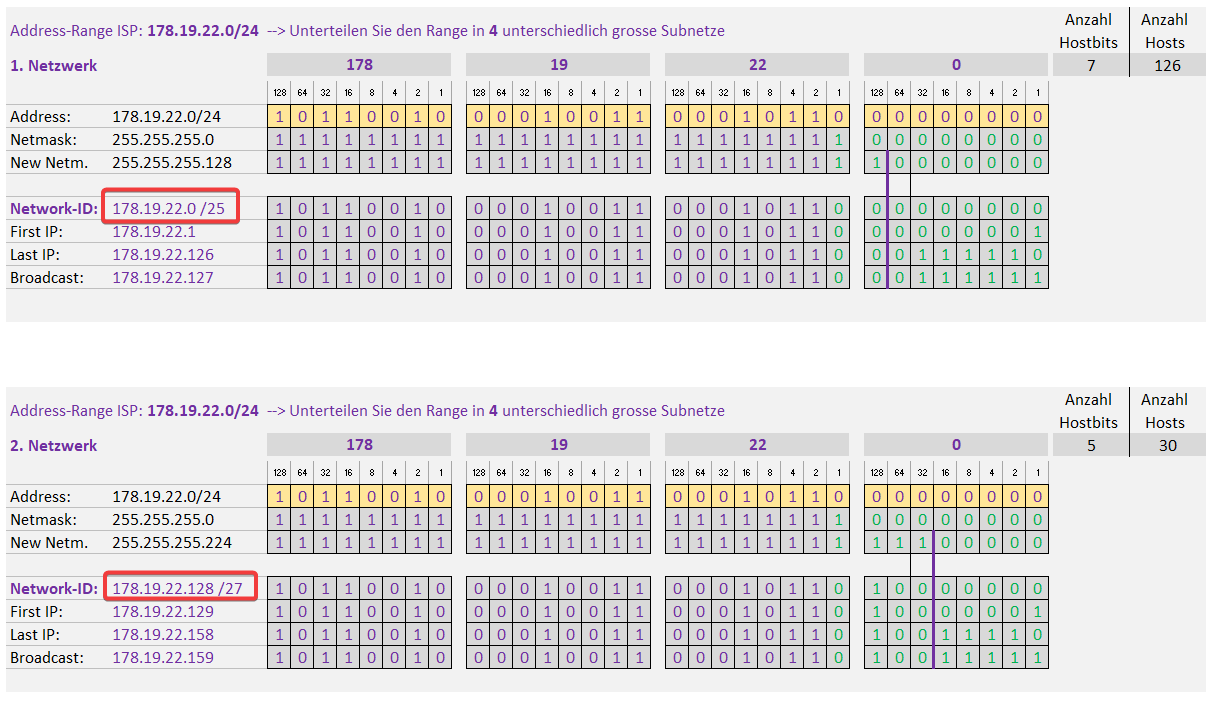 Address-Range ISP: 178.19.22.0/24 --> Unterteilen Sie den Range in 4 unterschiedlich grosse Subnetze Anzahl Hostbits Anzahl Hosts
1. Netzwerk 178 19 22 0 7 126
128 64 32 16 8 4 2 1 128 64 32 16 8 4 2 1 128 64 32 16 8 4 2 1 128 64 32 16 8 4 2 1
Address: 178.19.22.0/24 1 0 1 1 0 0 1 0 0 0 0 1 0 0 1 1 0 0 0 1 0 1 1 0 0 0 0 0 0 0 0 0
Netmask: 255.255.255.0 1 1 1 1 1 1 1 1 1 1 1 1 1 1 1 1 1 1 1 1 1 1 1 1 0 0 0 0 0 0 0 0
New Netm. 255.255.255.128 1 1 1 1 1 1 1 1 1 1 1 1 1 1 1 1 1 1 1 1 1 1 1 1 1 0 0 0 0 0 0 0
Network-ID: 178.19.22.0 /25 1 0 1 1 0 0 1 0 0 0 0 1 0 0 1 1 0 0 0 1 0 1 1 0 0 0 0 0 0 0 0 0
First IP: 178.19.22.1 1 0 1 1 0 0 1 0 0 0 0 1 0 0 1 1 0 0 0 1 0 1 1 0 0 0 0 0 0 0 0 1
Last IP: 178.19.22.126 1 0 1 1 0 0 1 0 0 0 0 1 0 0 1 1 0 0 0 1 0 1 1 0 0 0 1 1 1 1 1 0
Broadcast: 178.19.22.127 1 0 1 1 0 0 1 0 0 0 0 1 0 0 1 1 0 0 0 1 0 1 1 0 0 0 1 1 1 1 1 1
Address-Range ISP: 178.19.22.0/24 --> Unterteilen Sie den Range in 4 unterschiedlich grosse Subnetze Anzahl Hostbits Anzahl Hosts
2. Netzwerk 178 19 22 0 5 30
128 64 32 16 8 4 2 1 128 64 32 16 8 4 2 1 128 64 32 16 8 4 2 1 128 64 32 16 8 4 2 1
Address: 178.19.22.0/24 1 0 1 1 0 0 1 0 0 0 0 1 0 0 1 1 0 0 0 1 0 1 1 0 0 0 0 0 0 0 0 0
Netmask: 255.255.255.0 1 1 1 1 1 1 1 1 1 1 1 1 1 1 1 1 1 1 1 1 1 1 1 1 0 0 0 0 0 0 0 0
New Netm. 255.255.255.224 1 1 1 1 1 1 1 1 1 1 1 1 1 1 1 1 1 1 1 1 1 1 1 1 1 1 1 0 0 0 0 0
Network-ID: 178.19.22.128 /27 1 0 1 1 0 0 1 0 0 0 0 1 0 0 1 1 0 0 0 1 0 1 1 0 1 0 0 0 0 0 0 0
First IP: 178.19.22.129 1 0 1 1 0 0 1 0 0 0 0 1 0 0 1 1 0 0 0 1 0 1 1 0 1 0 0 0 0 0 0 1
Last IP: 178.19.22.158 1 0 1 1 0 0 1 0 0 0 0 1 0 0 1 1 0 0 0 1 0 1 1 0 1 0 0 1 1 1 1 0
Broadcast: 178.19.22.159 1 0 1 1 0 0 1 0 0 0 0 1 0 0 1 1 0 0 0 1 0 1 1 0 1 0 0 1 1 1 1 1